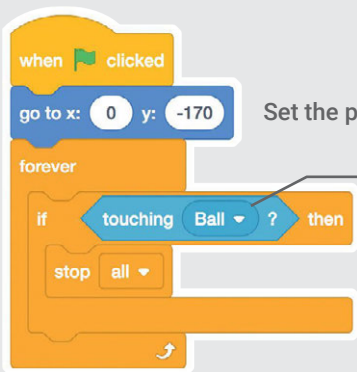 when clicked
go to x: 0 y: -170
Set the p
forever
if touching Ball ? then
stop all